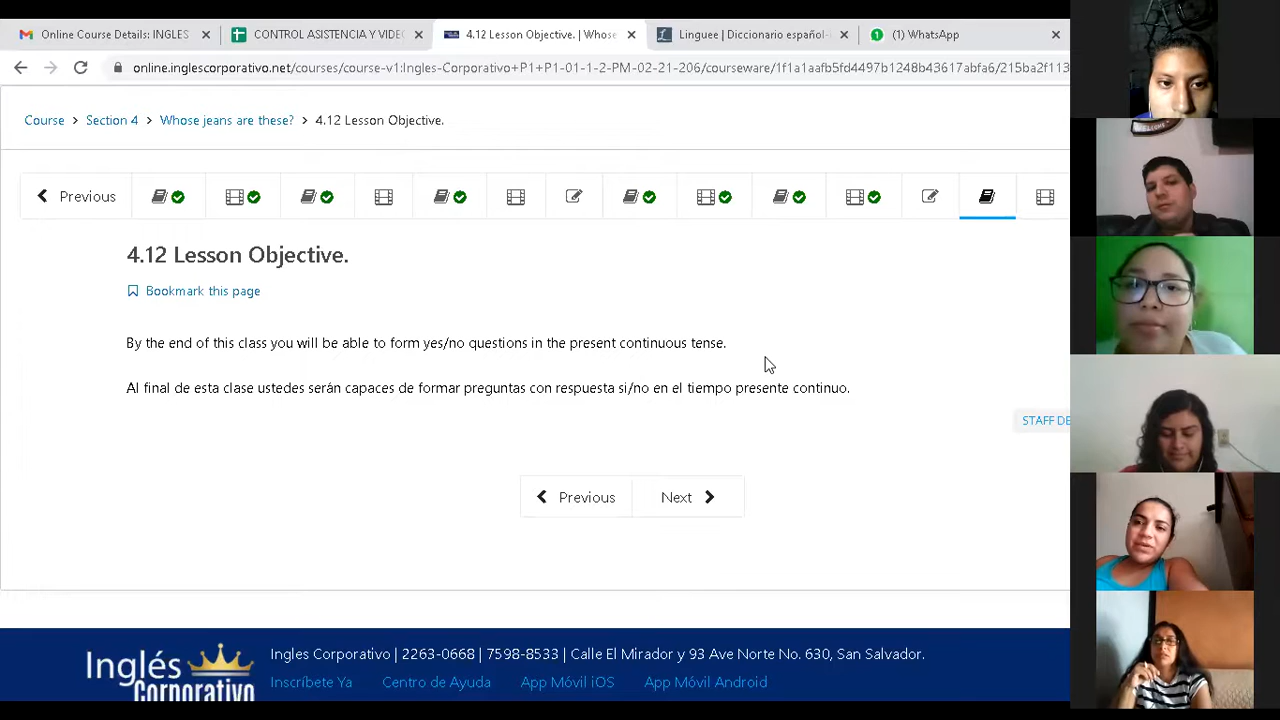 Online Course Details: INGLES
CONTROL ASISTENCIA Y VIDEO
4.12 Lesson Objective. | Whose
Linguee | Diccionario español-
(1) WhatsApp
online.inglescorporativo.net/courses/course-v1:Ingles-Corporativo+P1+P1-01-1-2-PM-02-21-206/courseware/1f1a1aafb5fd4497b1248b43617abfa6/215ba2f113
Course > Section 4 > Whose jeans are these? > 4.12 Lesson Objective.
Previous
4.12 Lesson Objective.
Bookmark this page
By the end of this class you will be able to form yes/no questions in the present continuous tense.
Al final de esta clase ustedes serán capaces de formar preguntas con respuesta si/no en el tiempo presente continuo.
STAFF DE
Previous
Next
Inglés Corporativo
Ingles Corporativo | 2263-0668 | 7598-8533 | Calle El Mirador y 93 Ave Norte No. 630, San Salvador.
Inscríbete Ya
Centro de Ayuda
App Móvil iOS
App Móvil Android